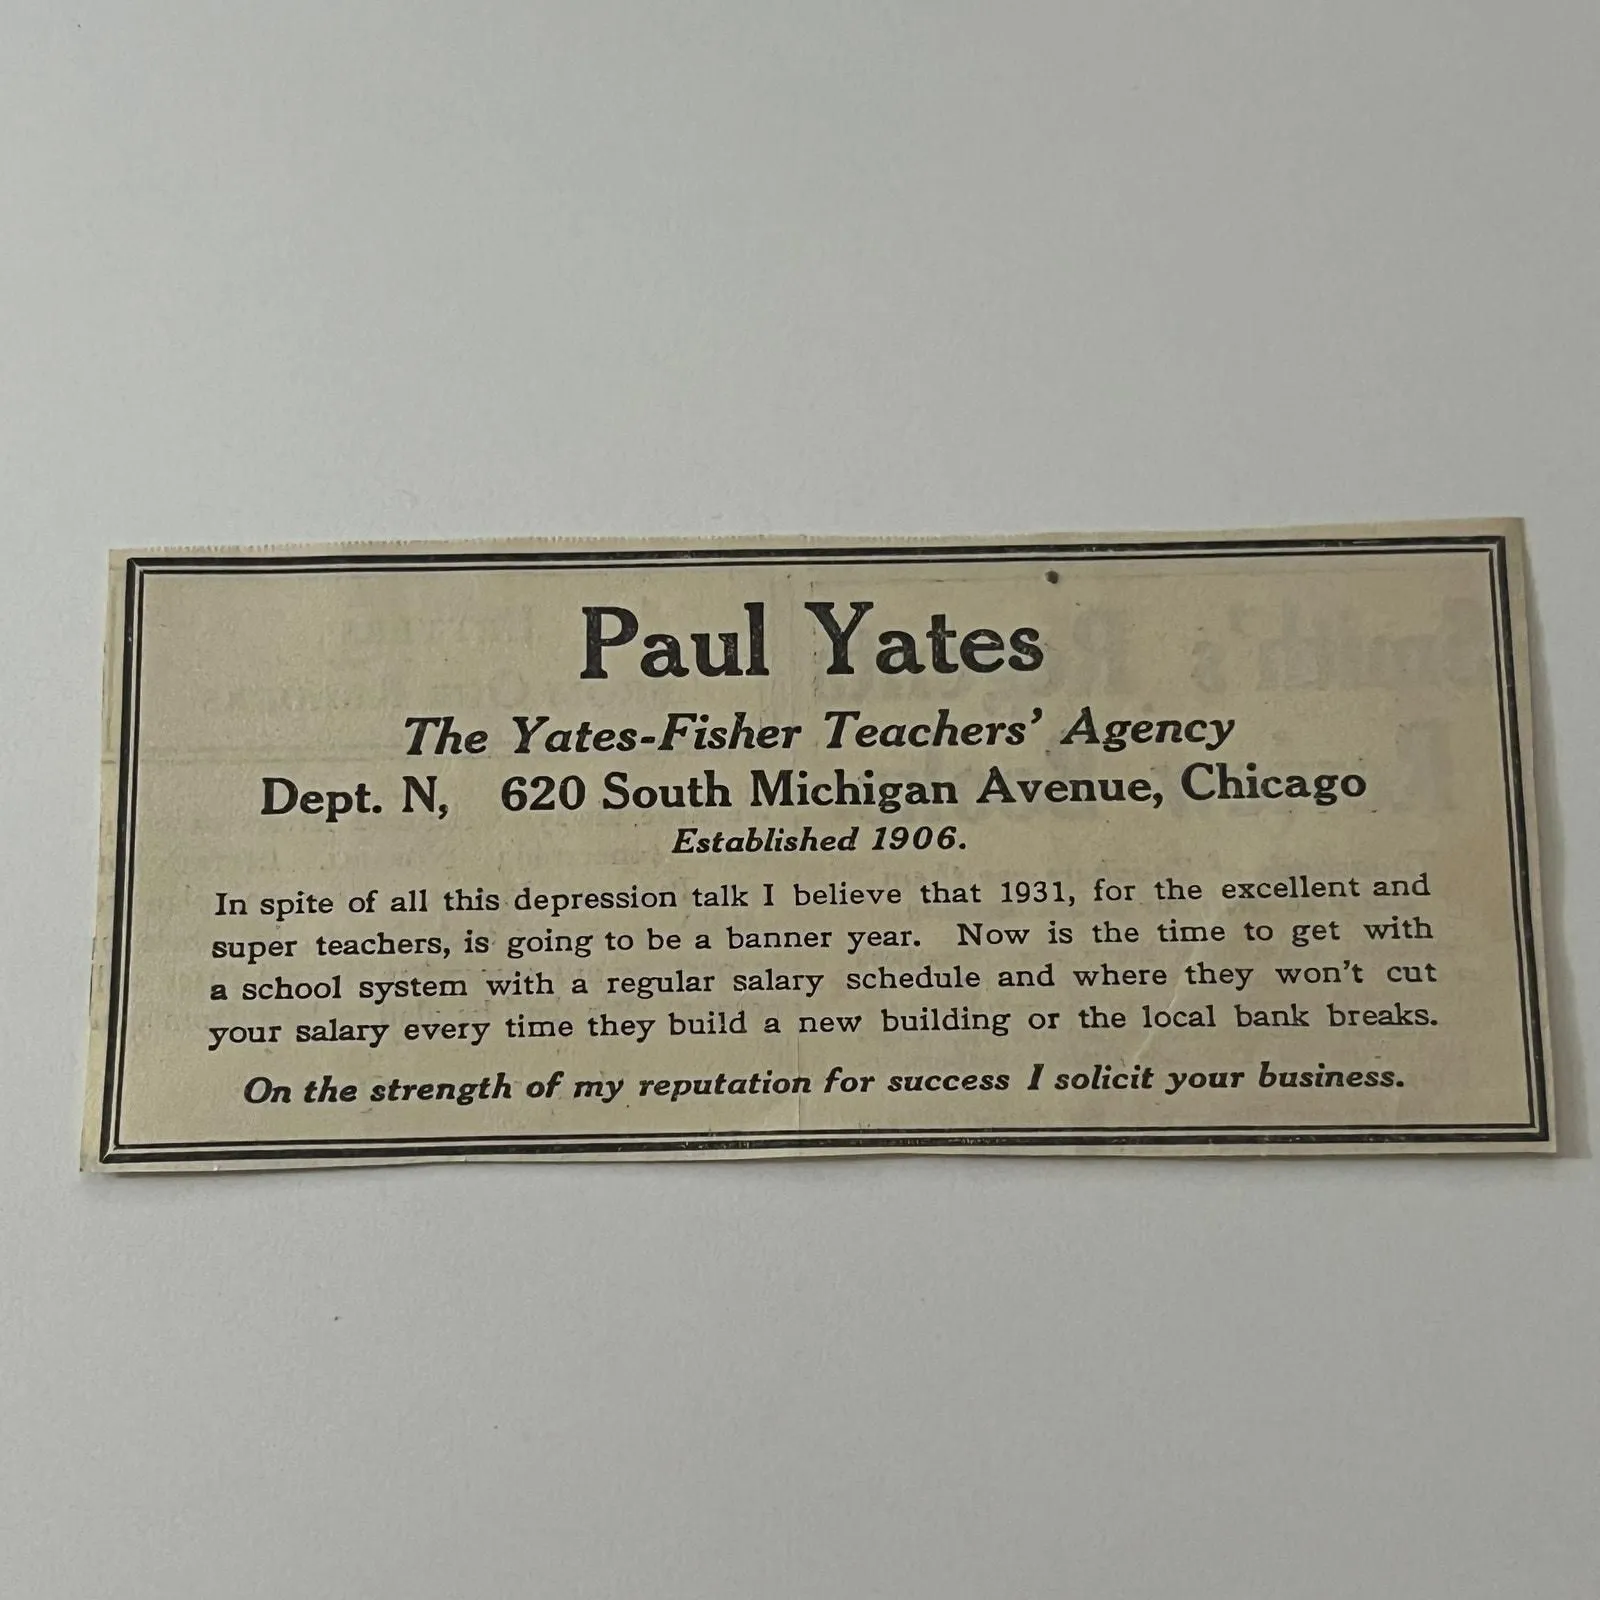 Paul Yates
The Yates-Fisher Teachers' Agency
Dept. N, 620 South Michigan Avenue, Chicago
Established 1906.
In spite of all this depression talk I believe that 1931, for the excellent and
super teachers, is going to be a banner year. Now is the time to get with
a school system with a regular salary schedule and where they won't cut
your salary every time they build a new building or the local bank breaks.
On the strength of my reputation for success I solicit your business.